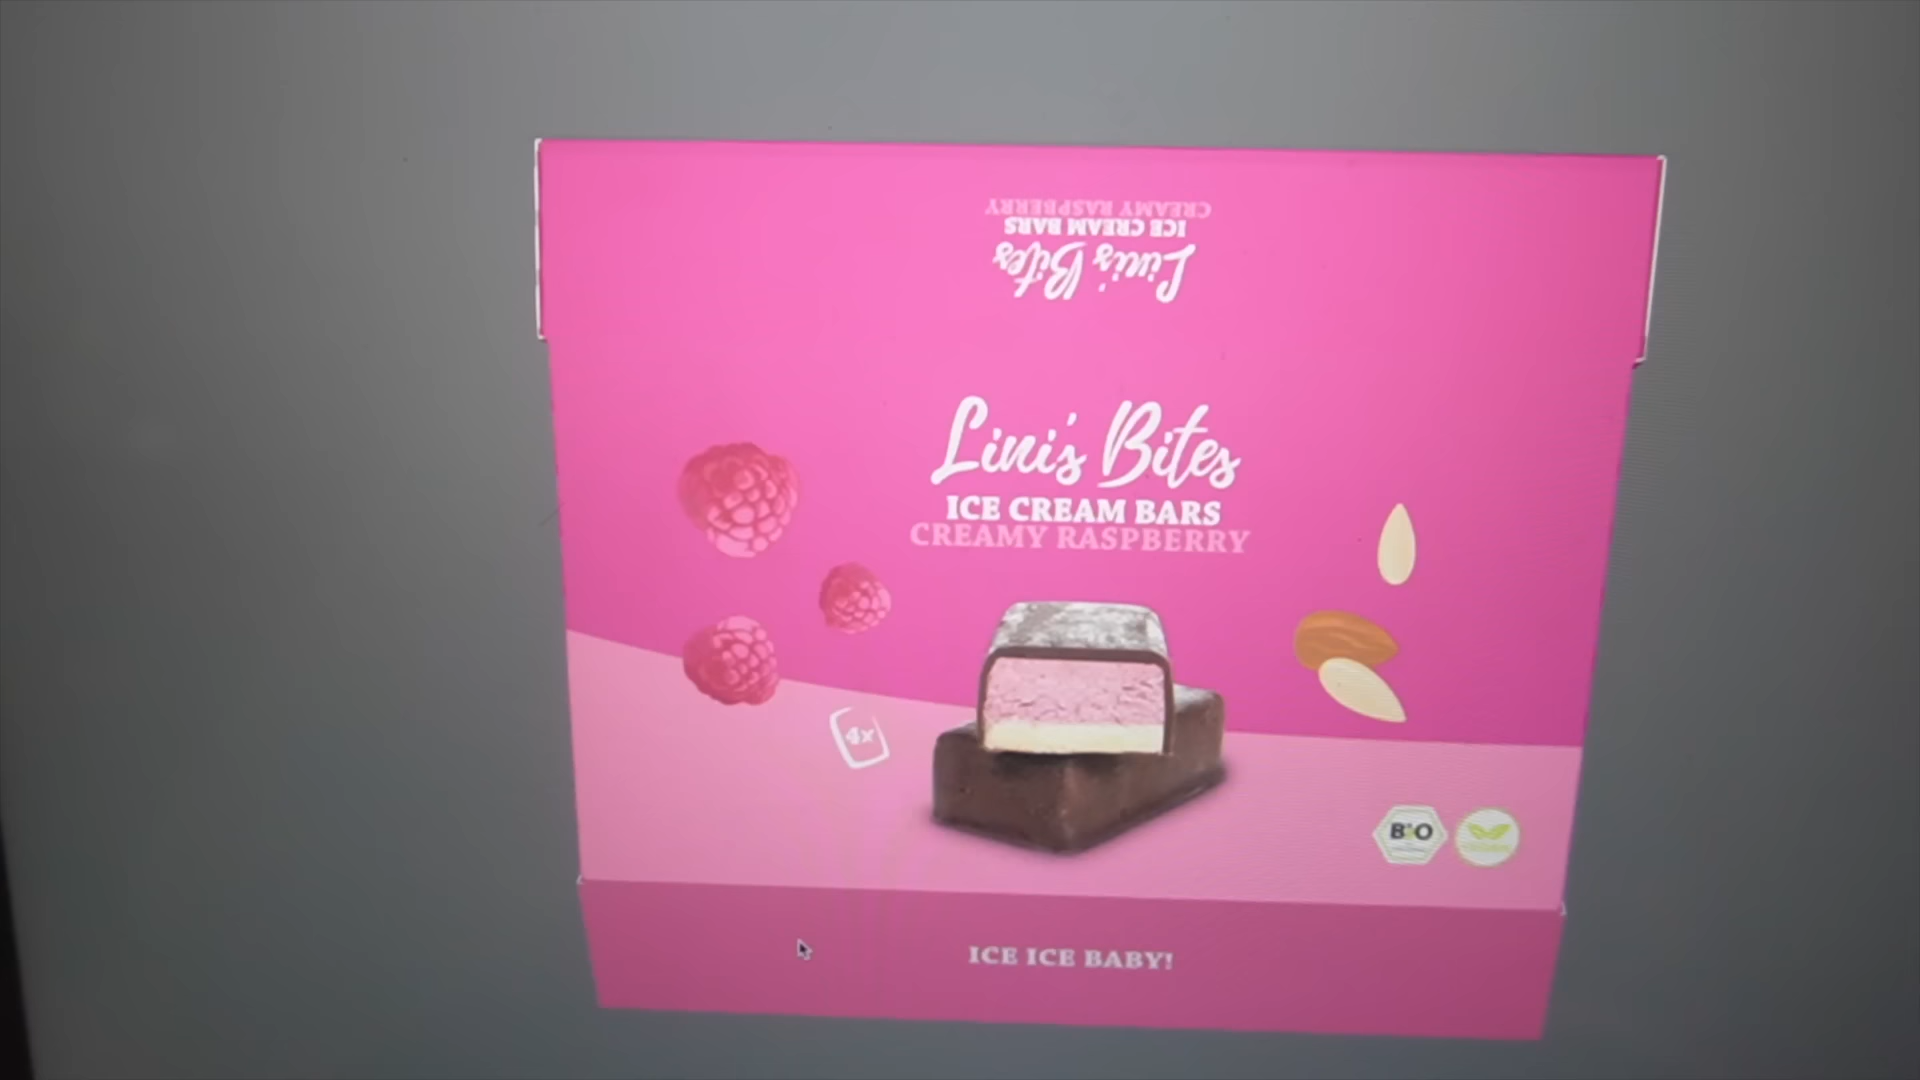 CREAMY RASPBERRY
ICE CREAM BARS
Lini's Bites
Lini's Bites
ICE CREAM BARS
CREAMY RASPBERRY
4x
BIO
ICE ICE BABY!